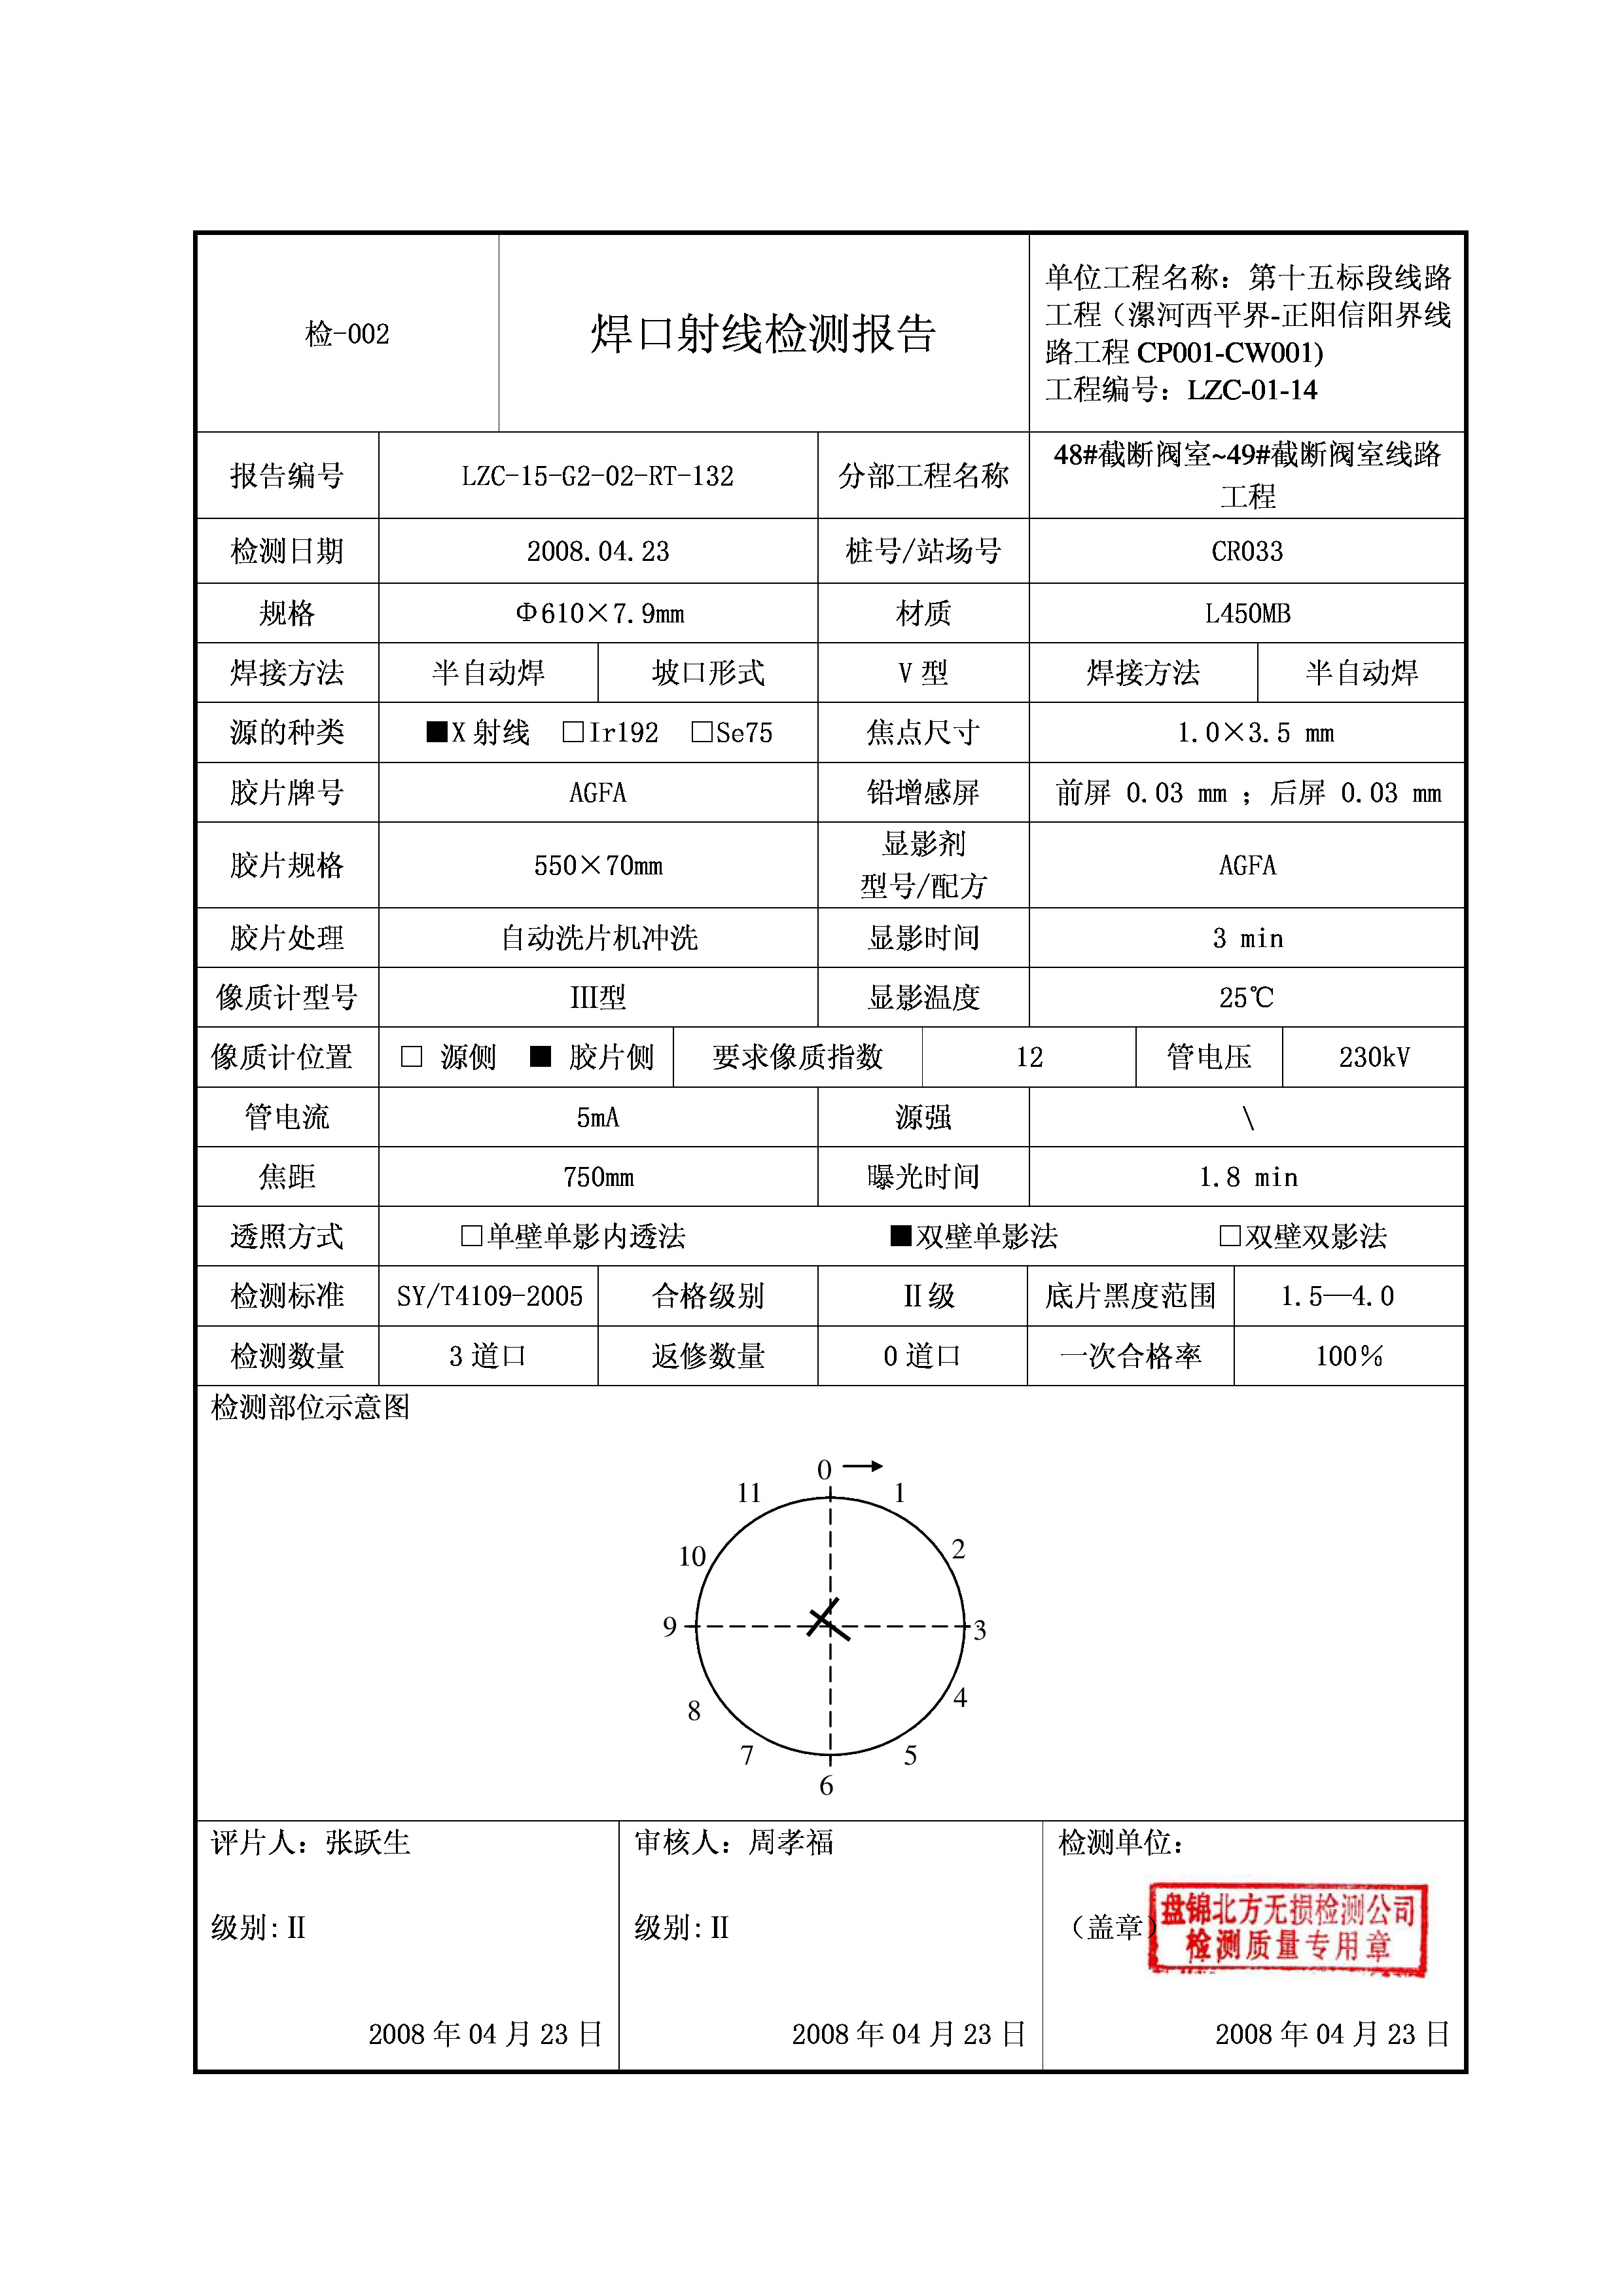 检-002
焊口射线检测报告
单位工程名称：第十五标段线路
工程（漯河西平界-正阳信阳界线
路工程 CP001-CW001)
工程编号：LZC-01-14
报告编号 LZC-15-G2-02-RT-132 分部工程名称 48#截断阀室~49#截断阀室线路
工程
检测日期 2008.04.23 桩号/站场号 CR033
规格 Φ610×7.9mm 材质 L450MB
焊接方法 半自动焊 坡口形式 V 型 焊接方法 半自动焊
源的种类 ■X 射线 □Ir192 □Se75 焦点尺寸 1.0×3.5 mm
胶片牌号 AGFA 铅增感屏 前屏 0.03 mm ；后屏 0.03 mm
胶片规格 550×70mm 显影剂
型号/配方 AGFA
胶片处理 自动洗片机冲洗 显影时间 3 min
像质计型号 III型 显影温度 25℃
像质计位置 □ 源侧 ■ 胶片侧 要求像质指数 12 管电压 230kV
管电流 5mA 源强 \
焦距 750mm 曝光时间 1.8 min
透照方式 □单壁单影内透法 ■双壁单影法 □双壁双影法
检测标准 SY/T4109-2005 合格级别 II级 底片黑度范围 1.5—4.0
检测数量 3 道口 返修数量 0 道口 一次合格率 100%
检测部位示意图
0
11 1
10 2
9 3
8 4
7 5
6
评片人：张跃生 审核人：周孝福 检测单位：
级别: II 级别: II （盖章）
盘锦北方无损检测公司
检测质量专用章
2008 年 04 月 23 日 2008 年 04 月 23 日 2008 年 04 月 23 日